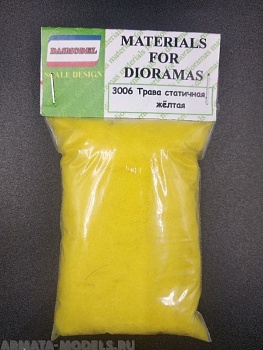 DASMODEL
SCALE DESIGN
MATERIALS
FOR
DIORAMAS
3006 Трава статичная
жёлтая
ARMATA-MODELS.RU